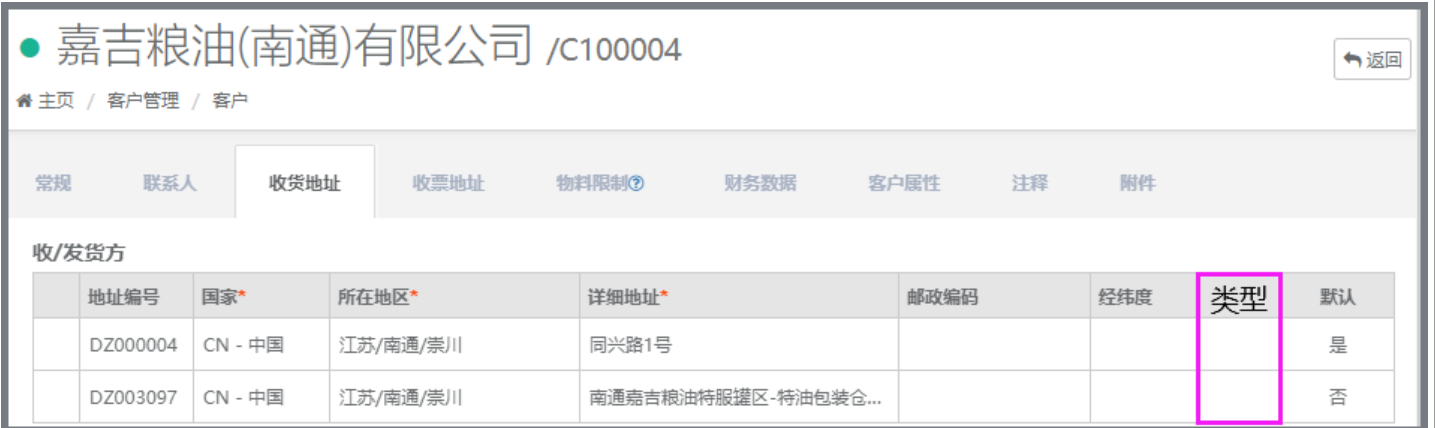 嘉吉粮油(南通)有限公司 /C100004
返回
主页 / 客户管理 / 客户
常规 联系人 收货地址 收票地址 物料限制 财务数据 客户属性 注释 附件
收/发货方
地址编号 国家* 所在地区* 详细地址* 邮政编码 经纬度 类型 默认
DZ000004 CN - 中国 江苏/南通/崇川 同兴路1号 是
DZ003097 CN - 中国 江苏/南通/崇川 南通嘉吉粮油特服罐区-特油包装仓... 否